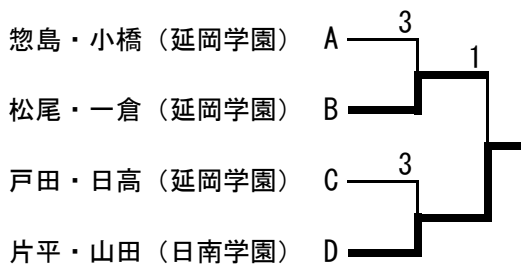 惣島・小橋（延岡学園） A 3
1
松尾・一倉（延岡学園） B
戸田・日高（延岡学園） C 3
片平・山田（日南学園） D